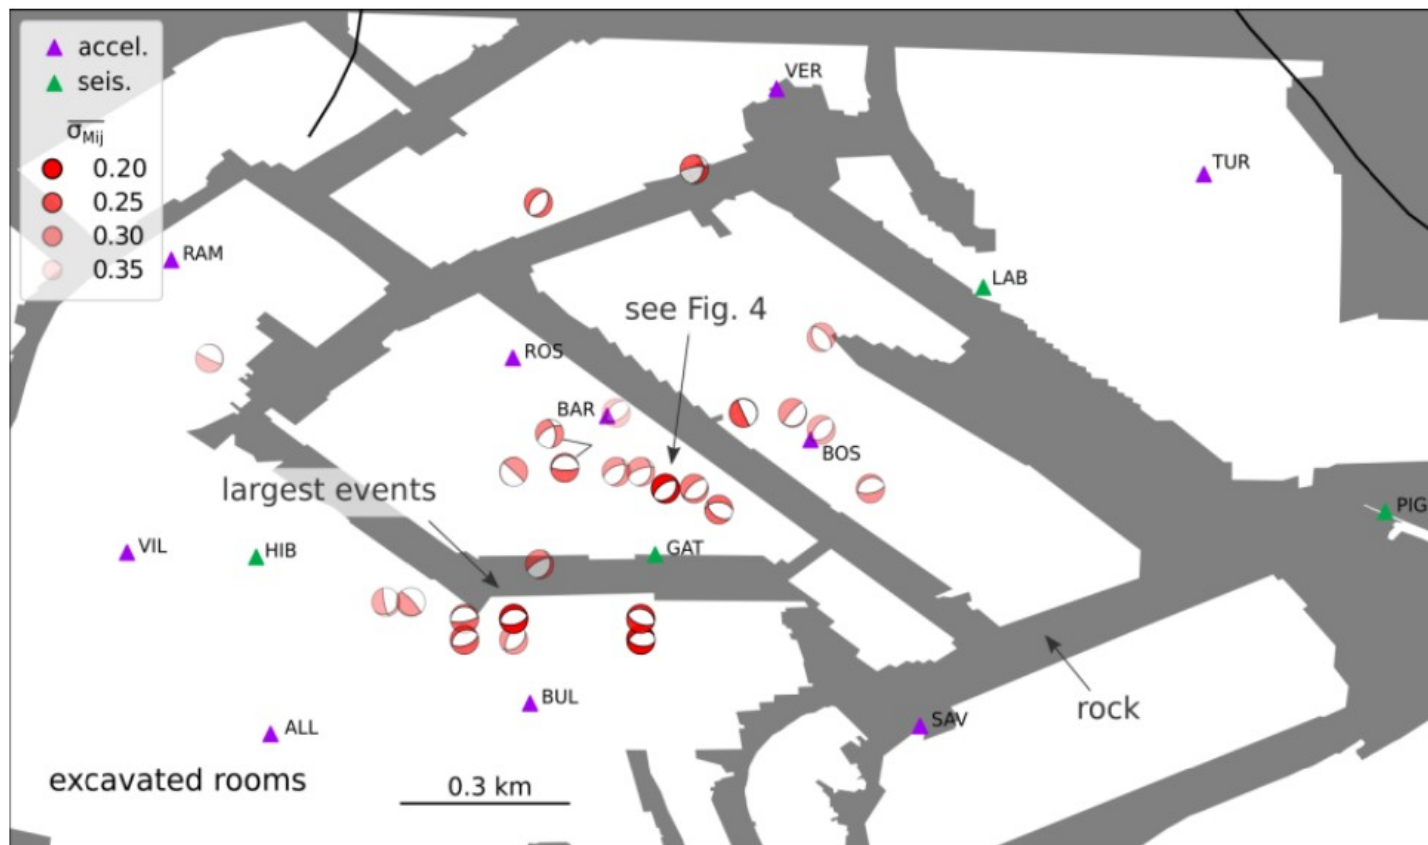 accel.
seis.
σMij
0.20
0.25
0.30
0.35
VER
TUR
RAM
LAB
see Fig. 4
ROS
BAR
BOS
largest events
PIG
VIL
HIB
GAT
BUL
rock
SAV
ALL
excavated rooms
0.3 km